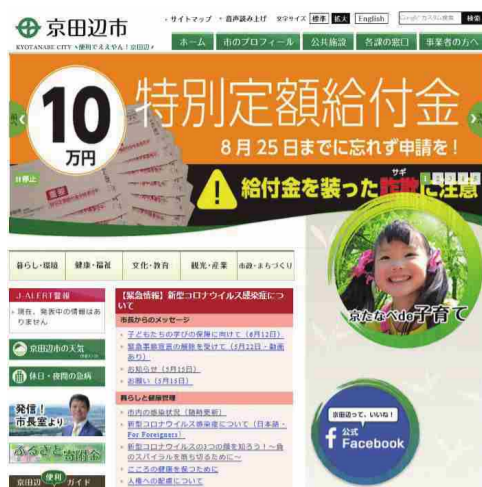 京田辺市
KYOTANABE CITY
サイトマップ ・音声読み上げ 文字サイズ 標準 拡大 English
検索
ホーム 市のプロフィール 公共施設 各課の窓口 事業者の方へ
10
万円
特別定額給付金
8月25日までに忘れず申請を!
サギ
給付金を装った詐欺に注意
停止
暮らし・環境 健康・福祉 文化・教育 観光・産業 市政・まちづくり
J-ALERT警報
現在、発表中の情報はあ
りません
京田辺市の天気
休日・夜間の急病
発信!
市長室より
ふるさと寄附金
京田辺 便利 ガイド
【緊急情報】新型コロナウイルス感染症につ
いて
市長からのメッセージ
子どもたちの学びの保障に向けて(6月12日)
緊急事態宣言の解除を受けて(5月22日・動画
あり)
お知らせ(5月15日)
お願い(5月15日)
暮らしと健康管理
市内の感染状況(随時更新)
新型コロナウイルス感染症について(日本語・
For Foreigners)
新型コロナウイルスの3つの顔を知ろう!~負
のスパイラルを断ち切るために~
こころの健康を保つために
人権への配慮について
京たなべde子育て
京田辺って、いいね!
公式
Facebook